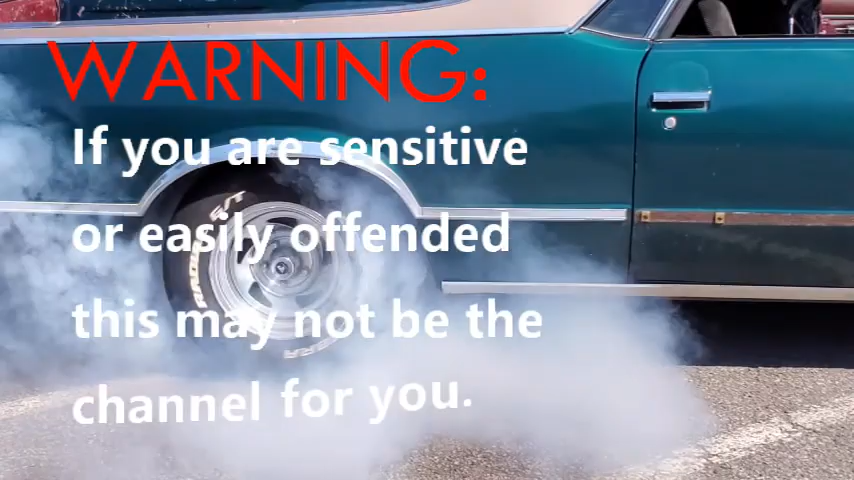 WARNING:
If you are sensitive
or easily offended
this may not be the
channel for you.